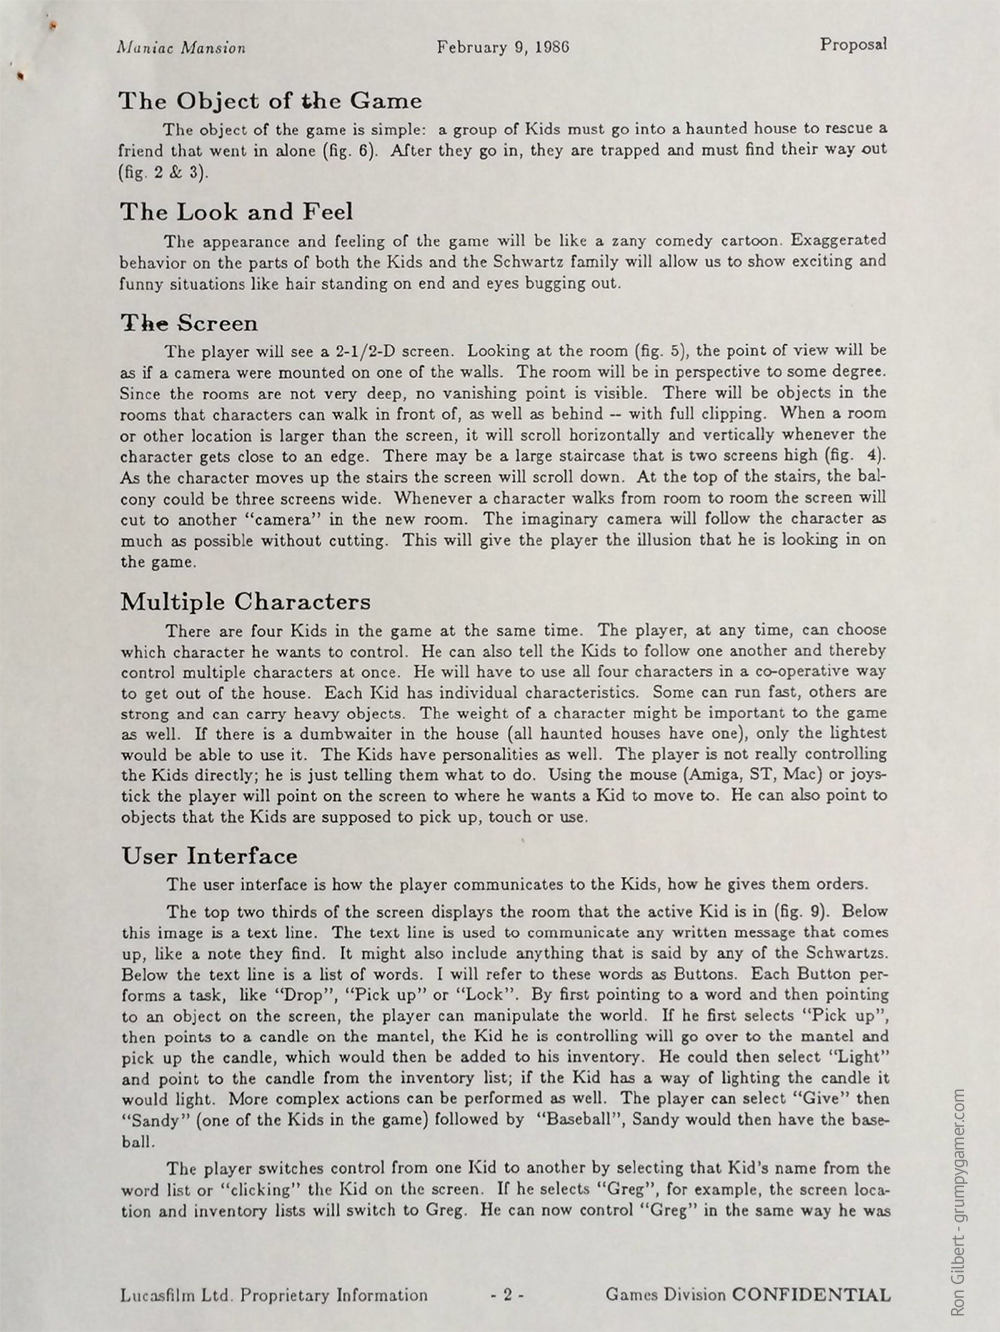 Maniac Mansion February 9, 1986 Proposal
The Object of the Game
The object of the game is simple: a group of Kids must go into a haunted house to rescue a
friend that went in alone (fig. 6). After they go in, they are trapped and must find their way out
(fig. 2 & 3).
The Look and Feel
The appearance and feeling of the game will be like a zany comedy cartoon. Exaggerated
behavior on the parts of both the Kids and the Schwartz family will allow us to show exciting and
funny situations like hair standing on end and eyes bugging out.
The Screen
The player will see a 2-1/2-D screen. Looking at the room (fig. 5), the point of view will be
as if a camera were mounted on one of the walls. The room will be in perspective to some degree.
Since the rooms are not very deep, no vanishing point is visible. There will be objects in the
rooms that characters can walk in front of, as well as behind -- with full clipping. When a room
or other location is larger than the screen, it will scroll horizontally and vertically whenever the
character gets close to an edge. There may be a large staircase that is two screens high (fig. 4).
As the character moves up the stairs the screen will scroll down. At the top of the stairs, the bal-
cony could be three screens wide. Whenever a character walks from room to room the screen will
cut to another “camera” in the new room. The imaginary camera will follow the character as
much as possible without cutting. This will give the player the illusion that he is looking in on
the game.
Multiple Characters
There are four Kids in the game at the same time. The player, at any time, can choose
which character he wants to control. He can also tell the Kids to follow one another and thereby
control multiple characters at once. He will have to use all four characters in a co-operative way
to get out of the house. Each Kid has individual characteristics. Some can run fast, others are
strong and can carry heavy objects. The weight of a character might be important to the game
as well. If there is a dumbwaiter in the house (all haunted houses have one), only the lightest
would be able to use it. The Kids have personalities as well. The player is not really controlling
the Kids directly; he is just telling them what to do. Using the mouse (Amiga, ST, Mac) or joys-
tick the player will point on the screen to where he wants a Kid to move to. He can also point to
objects that the Kids are supposed to pick up, touch or use.
User Interface
The user interface is how the player communicates to the Kids, how he gives them orders.
The top two thirds of the screen displays the room that the active Kid is in (fig. 9). Below
this image is a text line. The text line is used to communicate any written message that comes
up, like a note they find. It might also include anything that is said by any of the Schwartzs.
Below the text line is a list of words. I will refer to these words as Buttons. Each Button per-
forms a task, like “Drop”, “Pick up” or “Lock”. By first pointing to a word and then pointing
to an object on the screen, the player can manipulate the world. If he first selects “Pick up”,
then points to a candle on the mantel, the Kid he is controlling will go over to the mantel and
pick up the candle, which would then be added to his inventory. He could then select “Light”
and point to the candle from the inventory list; if the Kid has a way of lighting the candle it
would light. More complex actions can be performed as well. The player can select “Give” then
“Sandy” (one of the Kids in the game) followed by “Baseball”, Sandy would then have the base-
ball.
The player switches control from one Kid to another by selecting that Kid's name from the
word list or “clicking” the Kid on the screen. If he selects “Greg”, for example, the screen loca-
tion and inventory lists will switch to Greg. He can now control “Greg” in the same way he was
Lucasfilm Ltd. Proprietary Information - 2 - Games Division CONFIDENTIAL
Ron Gilbert - grumpygamer.com